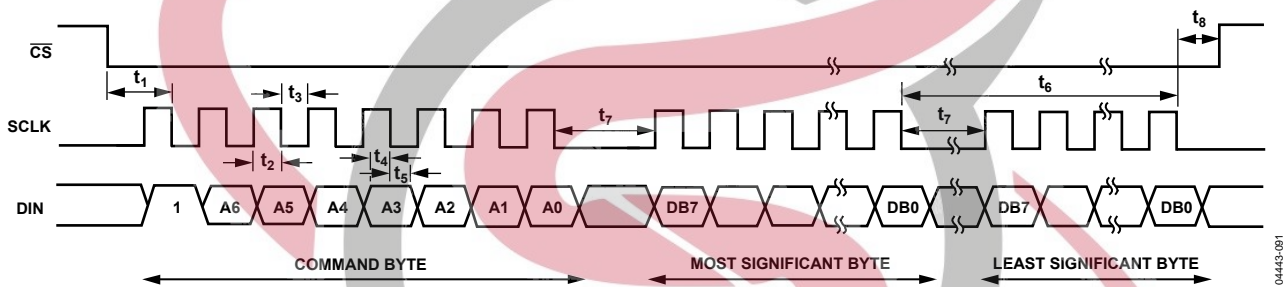 t8
CS
t1
t3
t6
SCLK
t7
t7
t2
t4
t5
DIN
1 A6 A5 A4 A3 A2 A1 A0 DB7 DB0 DB7 DB0
COMMAND BYTE MOST SIGNIFICANT BYTE LEAST SIGNIFICANT BYTE
04443-091